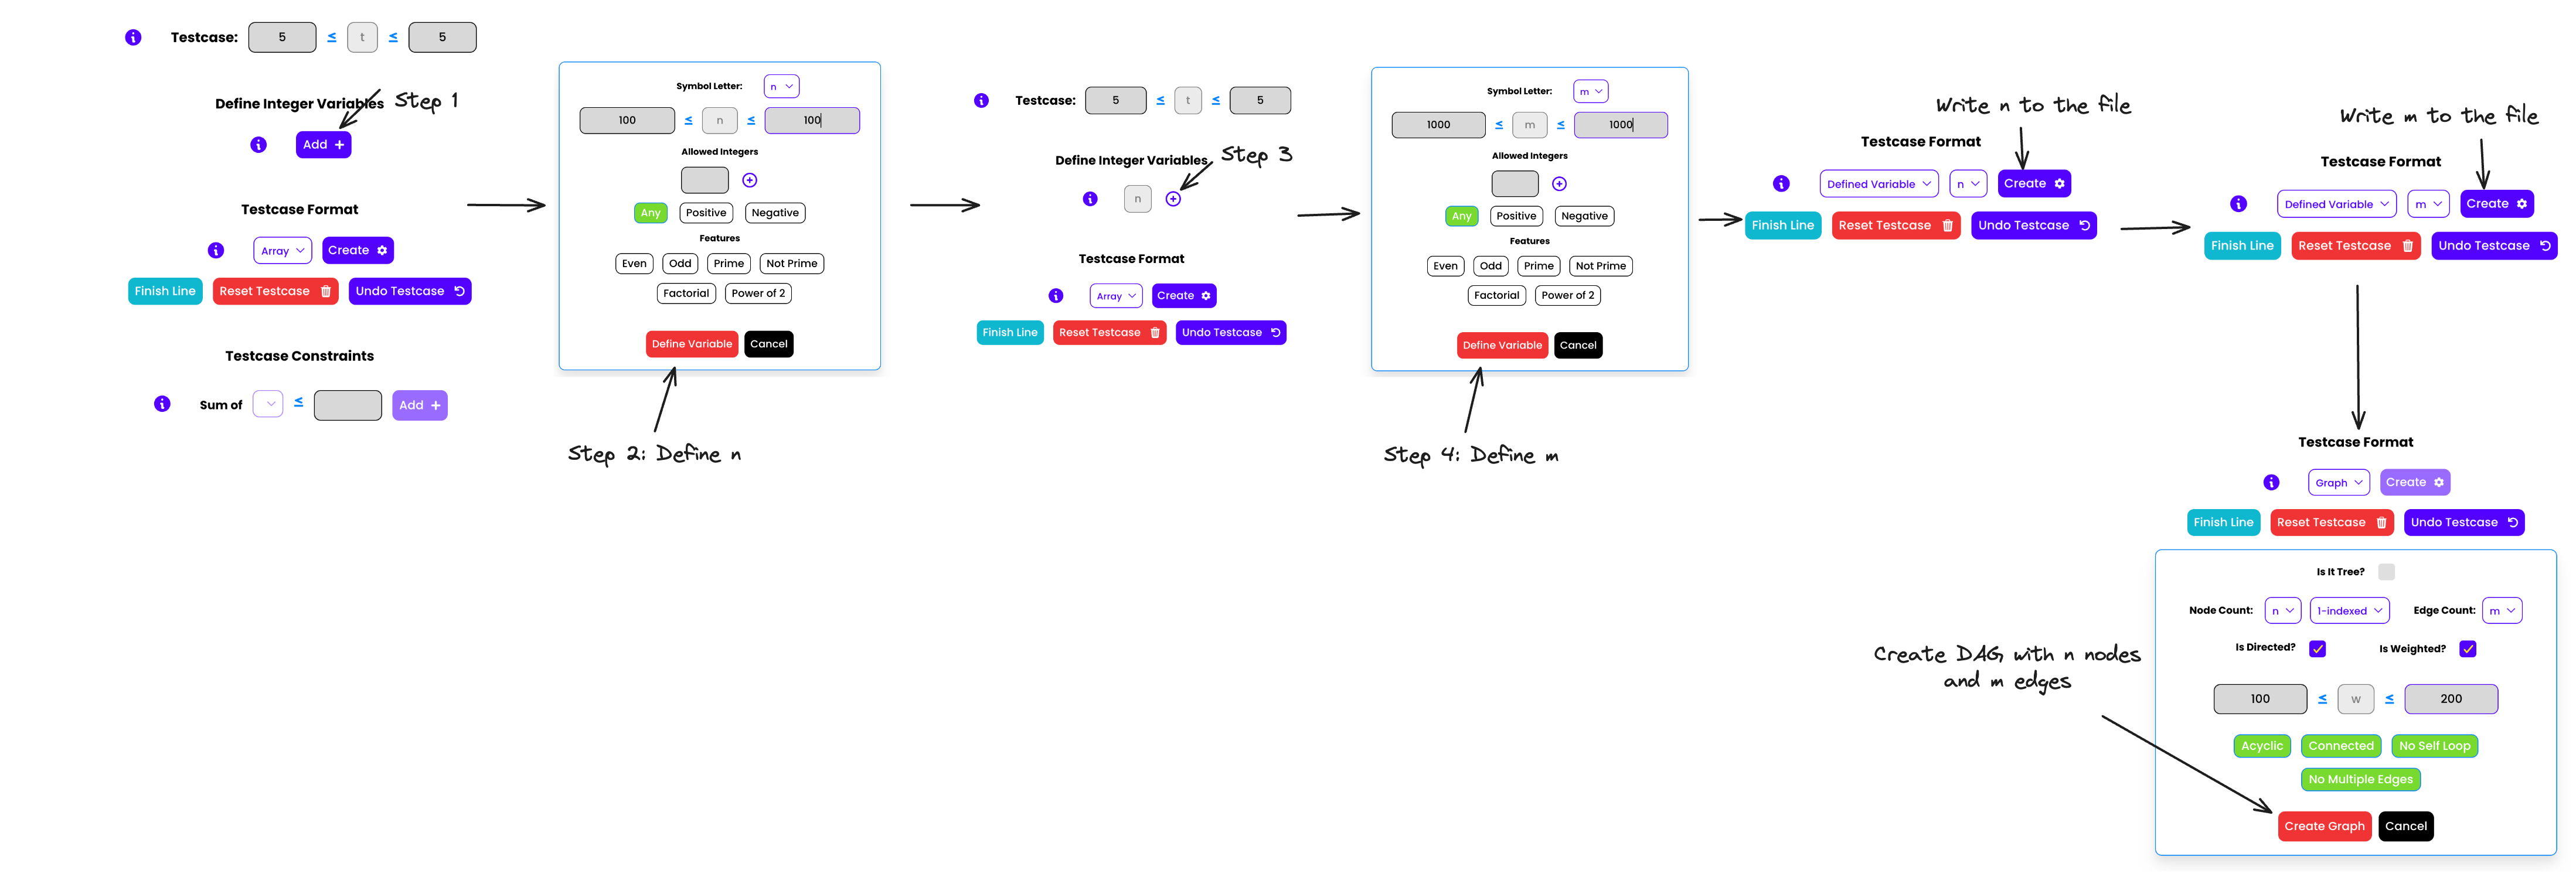 Testcase: 5 ≤ t ≤ 5
Define Integer Variables
Step 1
Add +
Testcase Format
Array Create
Finish Line Reset Testcase Undo Testcase
Testcase Constraints
Sum of ≤ Add +
Symbol Letter: n
100 ≤ n ≤ 100
Allowed Integers
Any Positive Negative
Features
Even Odd Prime Not Prime
Factorial Power of 2
Define Variable Cancel
Step 2: Define n
Testcase: 5 ≤ t ≤ 5
Define Integer Variables
Step 3
n
Testcase Format
Array Create
Finish Line Reset Testcase Undo Testcase
Symbol Letter: m
1000 ≤ m ≤ 1000
Allowed Integers
Any Positive Negative
Features
Even Odd Prime Not Prime
Factorial Power of 2
Define Variable Cancel
Step 4: Define m
Write n to the file
Testcase Format
Defined Variable n Create
Finish Line Reset Testcase Undo Testcase
Write m to the file
Testcase Format
Defined Variable m Create
Finish Line Reset Testcase Undo Testcase
Testcase Format
Graph Create
Finish Line Reset Testcase Undo Testcase
Is It Tree?
Node Count: n 1-indexed Edge Count: m
Is Directed? Is Weighted?
100 ≤ w ≤ 200
Acyclic Connected No Self Loop
No Multiple Edges
Create Graph Cancel
Create DAG with n nodes
and m edges